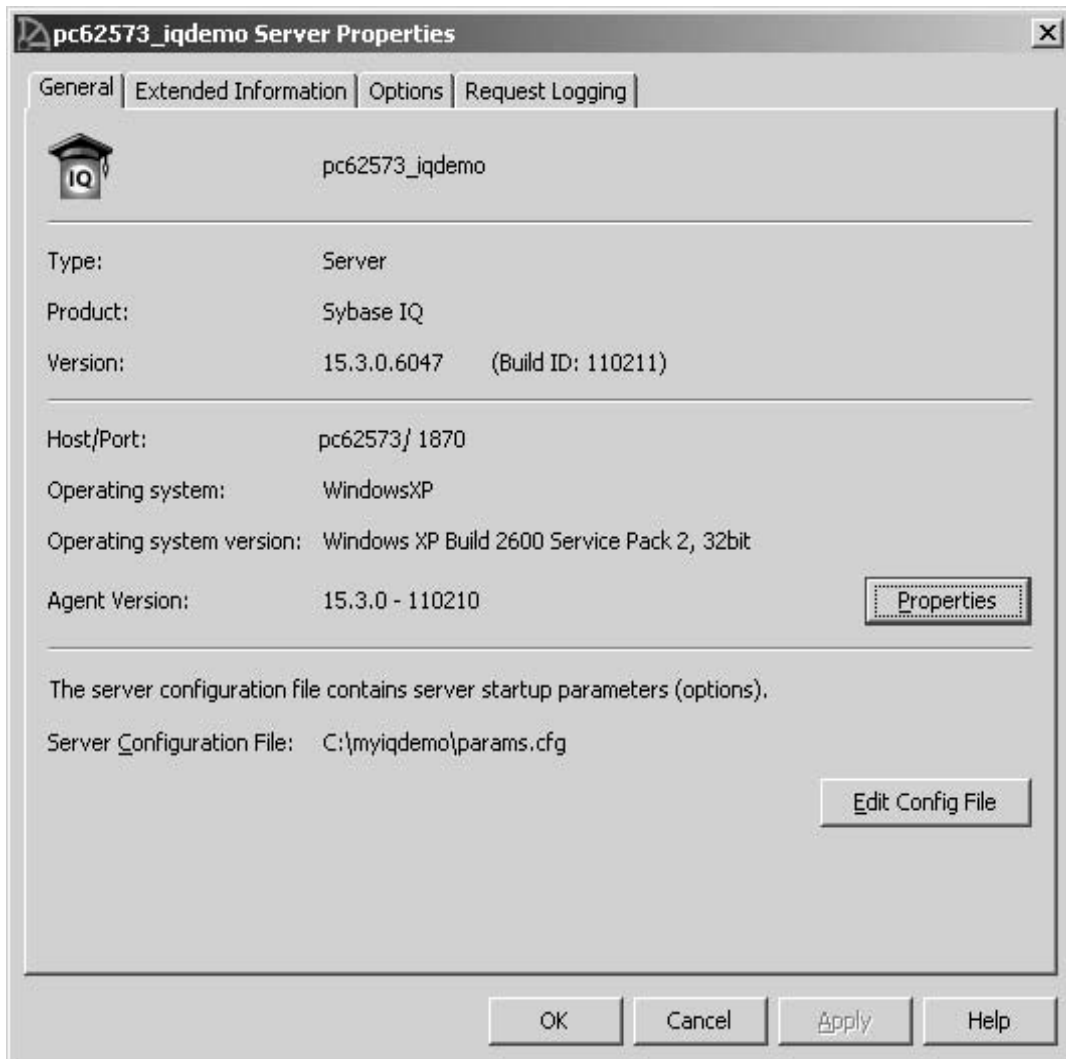 pc62573_iqdemo Server Properties
General Extended Information Options Request Logging
IQ pc62573_iqdemo
Type: Server
Product: Sybase IQ
Version: 15.3.0.6047 (Build ID: 110211)
Host/Port: pc62573/ 1870
Operating system: WindowsXP
Operating system version: Windows XP Build 2600 Service Pack 2, 32bit
Agent Version: 15.3.0 - 110210 Properties
The server configuration file contains server startup parameters (options).
Server Configuration File: C:\myiqdemo\params.cfg
Edit Config File
OK Cancel Apply Help